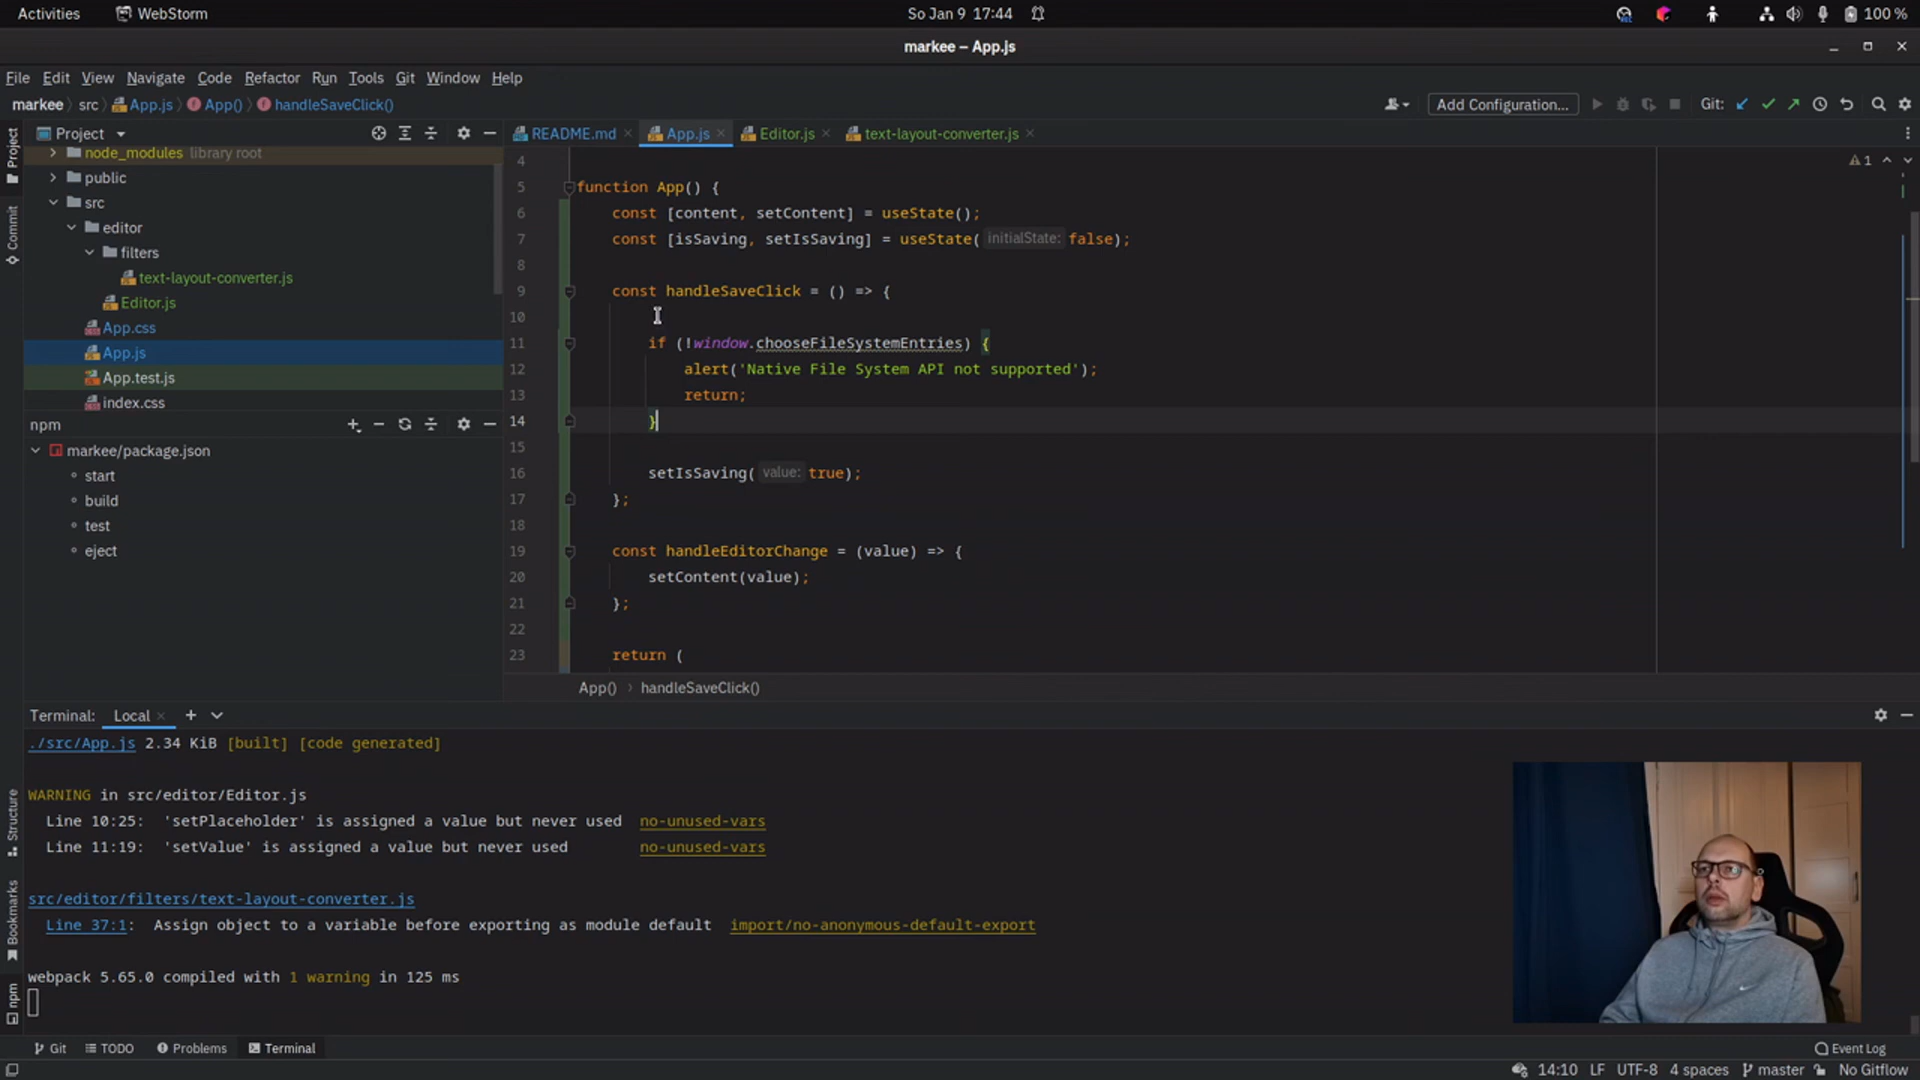 Activities WebStorm So Jan 9 17:44 100 %
markee – App.js
File Edit View Navigate Code Refactor Run Tools Git Window Help
markee src App.js App() handleSaveClick() Add Configuration... Git:
Project
README.md App.js Editor.js text-layout-converter.js
node_modules library root
public
src
editor
filters
text-layout-converter.js
Editor.js
App.css
App.js
App.test.js
index.css
Project
Commit
4
5 function App() {
6 const [content, setContent] = useState();
7 const [isSaving, setIsSaving] = useState( initialState: false);
8
9 const handleSaveClick = () => {
10
11 if (!window.chooseFileSystemEntries) {
12 alert('Native File System API not supported');
13 return;
14 }
15
16 setIsSaving( value: true);
17 };
18
19 const handleEditorChange = (value) => {
20 setContent(value);
21 };
22
23 return (
1
App() handleSaveClick()
npm
markee/package.json
start
build
test
eject
Terminal: Local
./src/App.js 2.34 KiB [built] [code generated]
WARNING in src/editor/Editor.js
Line 10:25: 'setPlaceholder' is assigned a value but never used no-unused-vars
Line 11:19: 'setValue' is assigned a value but never used no-unused-vars
src/editor/filters/text-layout-converter.js
Line 37:1: Assign object to a variable before exporting as module default import/no-anonymous-default-export
webpack 5.65.0 compiled with 1 warning in 125 ms
Structure
Bookmarks
npm
Git TODO Problems Terminal Event Log
14:10 LF UTF-8 4 spaces master No Gitflow